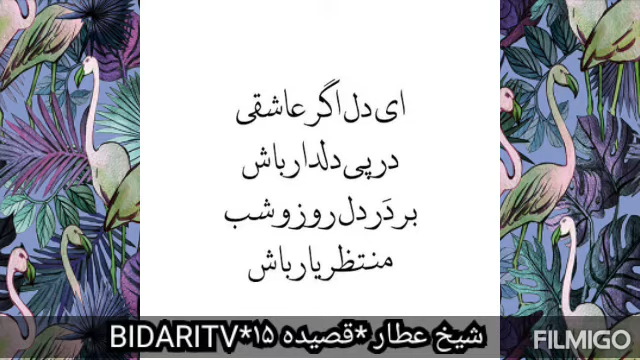 ای دل اگر عاشقی
در پی دلدار باش
بر دَر دل روز و شب
منتظر یار باش
شیخ عطار*قصیده ۱۵*BIDARITV
FILMIGO